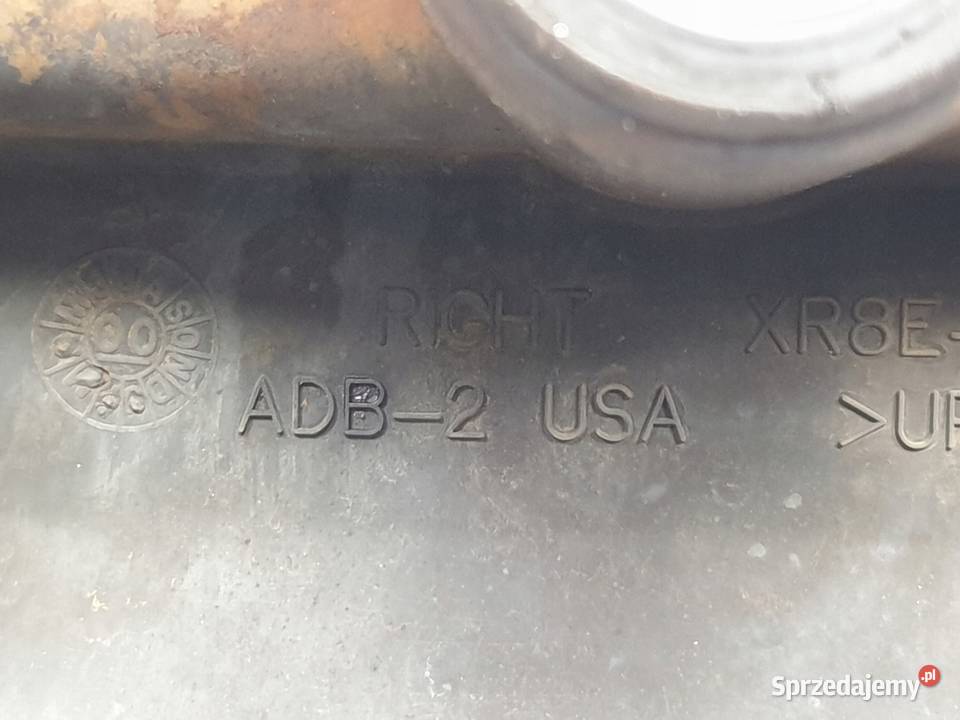 RIGHT XR8E-
ADB-2 USA >UP
Sprzedajemy.pl